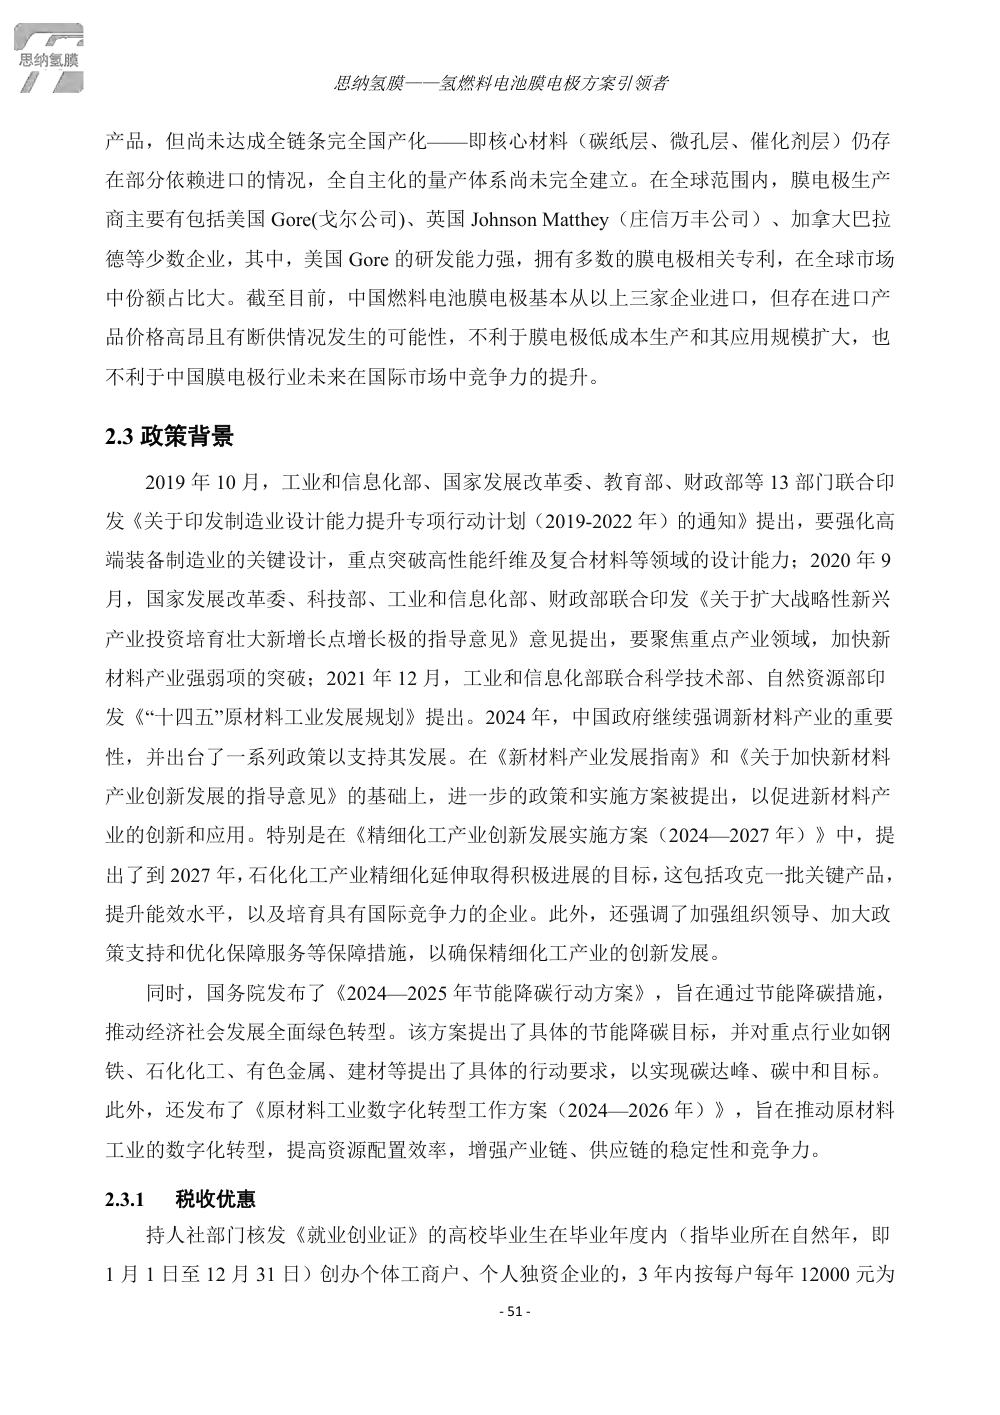 思纳氢膜
思纳氢膜——氢燃料电池膜电极方案引领者
产品，但尚未达成全链条完全国产化——即核心材料（碳纸层、微孔层、催化剂层）仍存
在部分依赖进口的情况，全自主化的量产体系尚未完全建立。在全球范围内，膜电极生产
商主要有包括美国 Gore(戈尔公司)、英国 Johnson Matthey（庄信万丰公司）、加拿大巴拉
德等少数企业，其中，美国 Gore 的研发能力强，拥有多数的膜电极相关专利，在全球市场
中份额占比大。截至目前，中国燃料电池膜电极基本从以上三家企业进口，但存在进口产
品价格高昂且有断供情况发生的可能性，不利于膜电极低成本生产和其应用规模扩大，也
不利于中国膜电极行业未来在国际市场中竞争力的提升。
2.3 政策背景
2019 年 10 月，工业和信息化部、国家发展改革委、教育部、财政部等 13 部门联合印
发《关于印发制造业设计能力提升专项行动计划（2019-2022 年）的通知》提出，要强化高
端装备制造业的关键设计，重点突破高性能纤维及复合材料等领域的设计能力；2020 年 9
月，国家发展改革委、科技部、工业和信息化部、财政部联合印发《关于扩大战略性新兴
产业投资培育壮大新增长点增长极的指导意见》意见提出，要聚焦重点产业领域，加快新
材料产业强弱项的突破；2021 年 12 月，工业和信息化部联合科学技术部、自然资源部印
发《“十四五”原材料工业发展规划》提出。2024 年，中国政府继续强调新材料产业的重要
性，并出台了一系列政策以支持其发展。在《新材料产业发展指南》和《关于加快新材料
产业创新发展的指导意见》的基础上，进一步的政策和实施方案被提出，以促进新材料产
业的创新和应用。特别是在《精细化工产业创新发展实施方案（2024—2027 年）》中，提
出了到 2027 年，石化化工产业精细化延伸取得积极进展的目标，这包括攻克一批关键产品，
提升能效水平，以及培育具有国际竞争力的企业。此外，还强调了加强组织领导、加大政
策支持和优化保障服务等保障措施，以确保精细化工产业的创新发展。
同时，国务院发布了《2024—2025 年节能降碳行动方案》，旨在通过节能降碳措施，
推动经济社会发展全面绿色转型。该方案提出了具体的节能降碳目标，并对重点行业如钢
铁、石化化工、有色金属、建材等提出了具体的行动要求，以实现碳达峰、碳中和目标。
此外，还发布了《原材料工业数字化转型工作方案（2024—2026 年）》，旨在推动原材料
工业的数字化转型，提高资源配置效率，增强产业链、供应链的稳定性和竞争力。
2.3.1 税收优惠
持人社部门核发《就业创业证》的高校毕业生在毕业年度内（指毕业所在自然年，即
1 月 1 日至 12 月 31 日）创办个体工商户、个人独资企业的，3 年内按每户每年 12000 元为
- 51 -